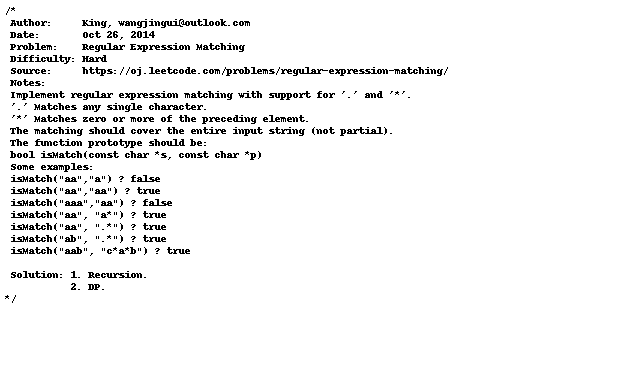 /*
Author: King, wangjingui@outlook.com
Date: Oct 26, 2014
Problem: Regular Expression Matching
Difficulty: Hard
Source: https://oj.leetcode.com/problems/regular-expression-matching/
Notes:
Implement regular expression matching with support for '.' and '*'.
'.' Matches any single character.
'*' Matches zero or more of the preceding element.
The matching should cover the entire input string (not partial).
The function prototype should be:
bool isMatch(const char *s, const char *p)
Some examples:
isMatch("aa","a") ? false
isMatch("aa","aa") ? true
isMatch("aaa","aa") ? false
isMatch("aa", "a*") ? true
isMatch("aa", ".*") ? true
isMatch("ab", ".*") ? true
isMatch("aab", "c*a*b") ? true
Solution: 1. Recursion.
2. DP.
*/